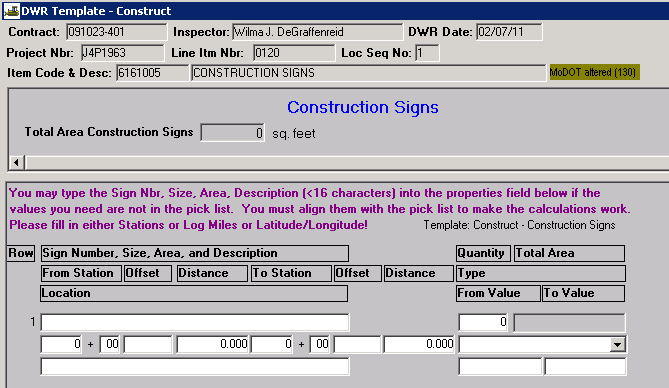 DWR Template - Construct
Contract: 091023-401 Inspector: Wilma J. DeGraffenreid DWR Date: 02/07/11
Project Nbr: J4P1963 Line Itm Nbr: 0120 Loc Seq No: 1
Item Code & Desc: 6161005 CONSTRUCTION SIGNS MoDOT altered (130)
Construction Signs
Total Area Construction Signs 0 sq. feet
You may type the Sign Nbr, Size, Area, Description (<16 characters) into the properties field below if the
values you need are not in the pick list. You must align them with the pick list to make the calculations work.
Please fill in either Stations or Log Miles or Latitude/Longitude! Template: Construct - Construction Signs
Row Sign Number, Size, Area, and Description Quantity Total Area
From Station Offset Distance To Station Offset Distance Type
Location From Value To Value
1 0
0 + 00 0.000 0 + 00 0.000